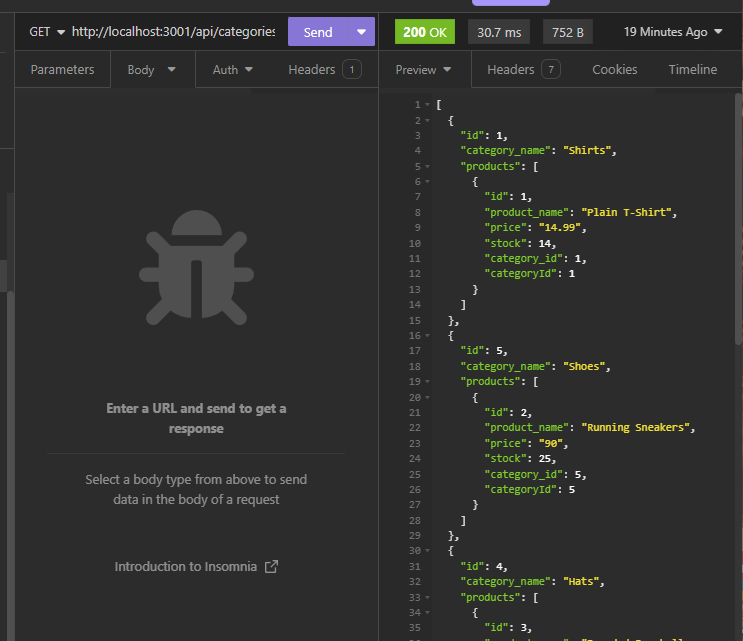 GET http://localhost:3001/api/categories Send
200 OK 30.7 ms 752 B 19 Minutes Ago
Parameters Body Auth Headers 1
Preview Headers 7 Cookies Timeline
Enter a URL and send to get a
response
Select a body type from above to send
data in the body of a request
Introduction to Insomnia
1 [
2 {
3 "id": 1,
4 "category_name": "Shirts",
5 "products": [
6 {
7 "id": 1,
8 "product_name": "Plain T-Shirt",
9 "price": "14.99",
10 "stock": 14,
11 "category_id": 1,
12 "categoryId": 1
13 }
14 ]
15 },
16 {
17 "id": 5,
18 "category_name": "Shoes",
19 "products": [
20 {
21 "id": 2,
22 "product_name": "Running Sneakers",
23 "price": "90",
24 "stock": 25,
25 "category_id": 5,
26 "categoryId": 5
27 }
28 ]
29 },
30 {
31 "id": 4,
32 "category_name": "Hats",
33 "products": [
34 {
35 "id": 3,